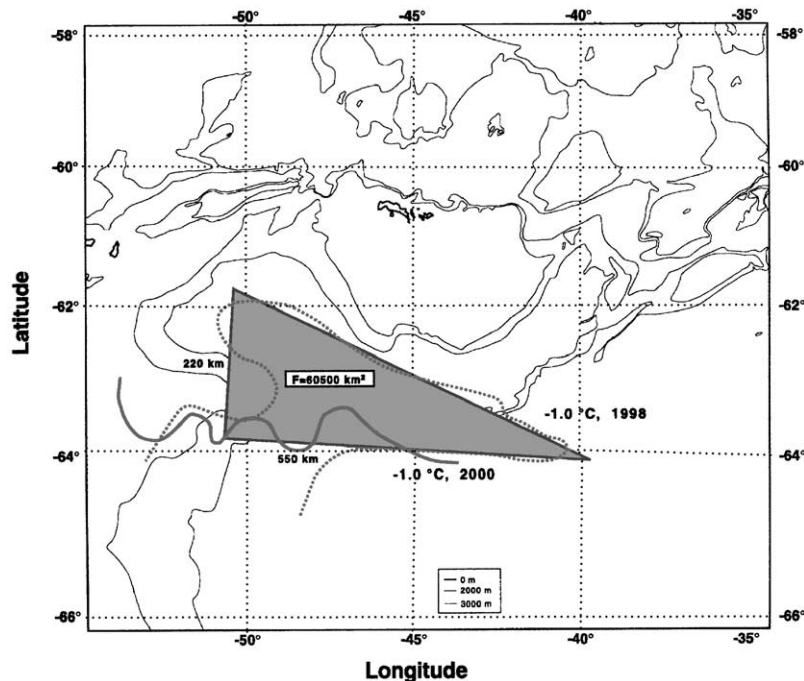 -50° -45° -40° -35°
-58° -58°
-60° -60°
Latitude
-62° -62°
220 km
F=60500 km²
-1.0 °C, 1998
-64° -64°
550 km
-1.0 °C, 2000
0 m
2000 m
3000 m
-66° -66°
-50° -45° -40° -35°
Longitude